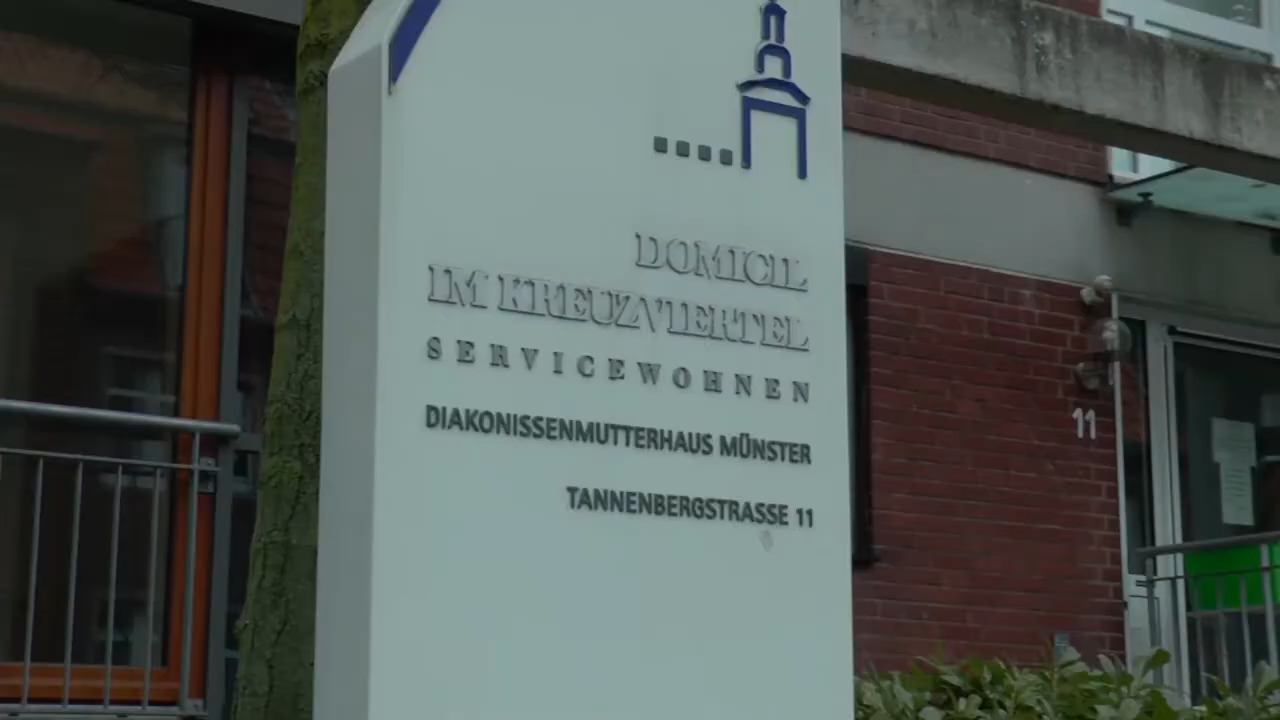 DOMICIL
IM KREUZVIERTEL
SERVICEWOHNEN
DIAKONISSENMUTTERHAUS MÜNSTER
TANNENBERGSTRASSE 11
11